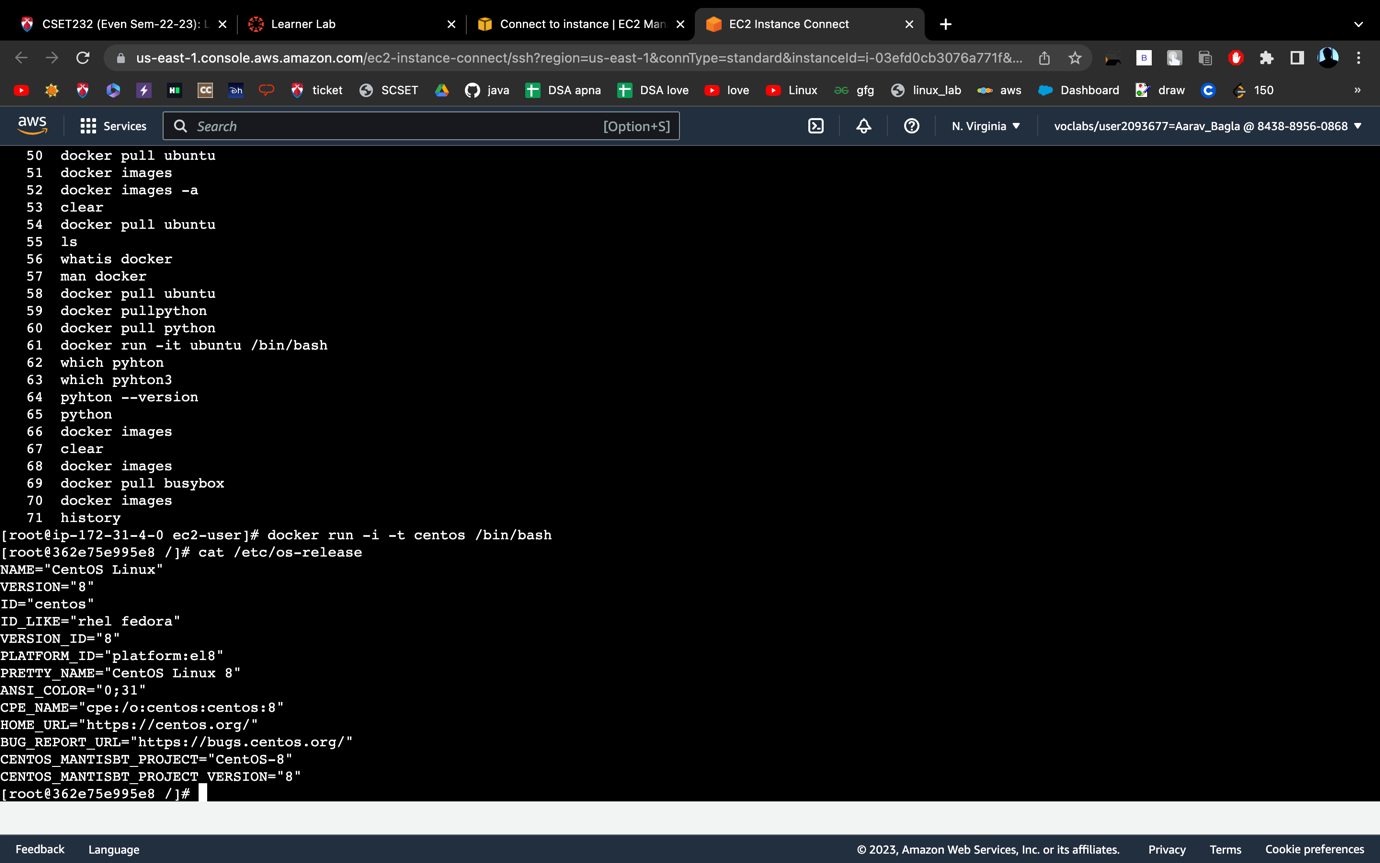 CSET232 (Even Sem-22-23):
Learner Lab
Connect to instance | EC2 Man
EC2 Instance Connect
us-east-1.console.aws.amazon.com/ec2-instance-connect/ssh?region=us-east-1&connType=standard&instanceId=i-03efd0cb3076a771f&...
ticket SCSET java DSA apna DSA love love Linux gfg linux_lab aws Dashboard draw 150 »
aws Services Search [Option+S] N. Virginia ▼ voclabs/user2093677=Aarav_Bagla @ 8438-8956-0868 ▼
50 docker pull ubuntu
51 docker images
52 docker images -a
53 clear
54 docker pull ubuntu
55 ls
56 whatis docker
57 man docker
58 docker pull ubuntu
59 docker pullpython
60 docker pull python
61 docker run -it ubuntu /bin/bash
62 which pyhton
63 which pyhton3
64 pyhton --version
65 python
66 docker images
67 clear
68 docker images
69 docker pull busybox
70 docker images
71 history
[root@ip-172-31-4-0 ec2-user]# docker run -i -t centos /bin/bash
[root@362e75e995e8 /]# cat /etc/os-release
NAME="CentOS Linux"
VERSION="8"
ID="centos"
ID_LIKE="rhel fedora"
VERSION_ID="8"
PLATFORM_ID="platform:el8"
PRETTY_NAME="CentOS Linux 8"
ANSI_COLOR="0;31"
CPE_NAME="cpe:/o:centos:centos:8"
HOME_URL="https://centos.org/"
BUG_REPORT_URL="https://bugs.centos.org/"
CENTOS_MANTISBT_PROJECT="CentOS-8"
CENTOS_MANTISBT_PROJECT_VERSION="8"
[root@362e75e995e8 /]#
Feedback Language © 2023, Amazon Web Services, Inc. or its affiliates. Privacy Terms Cookie preferences